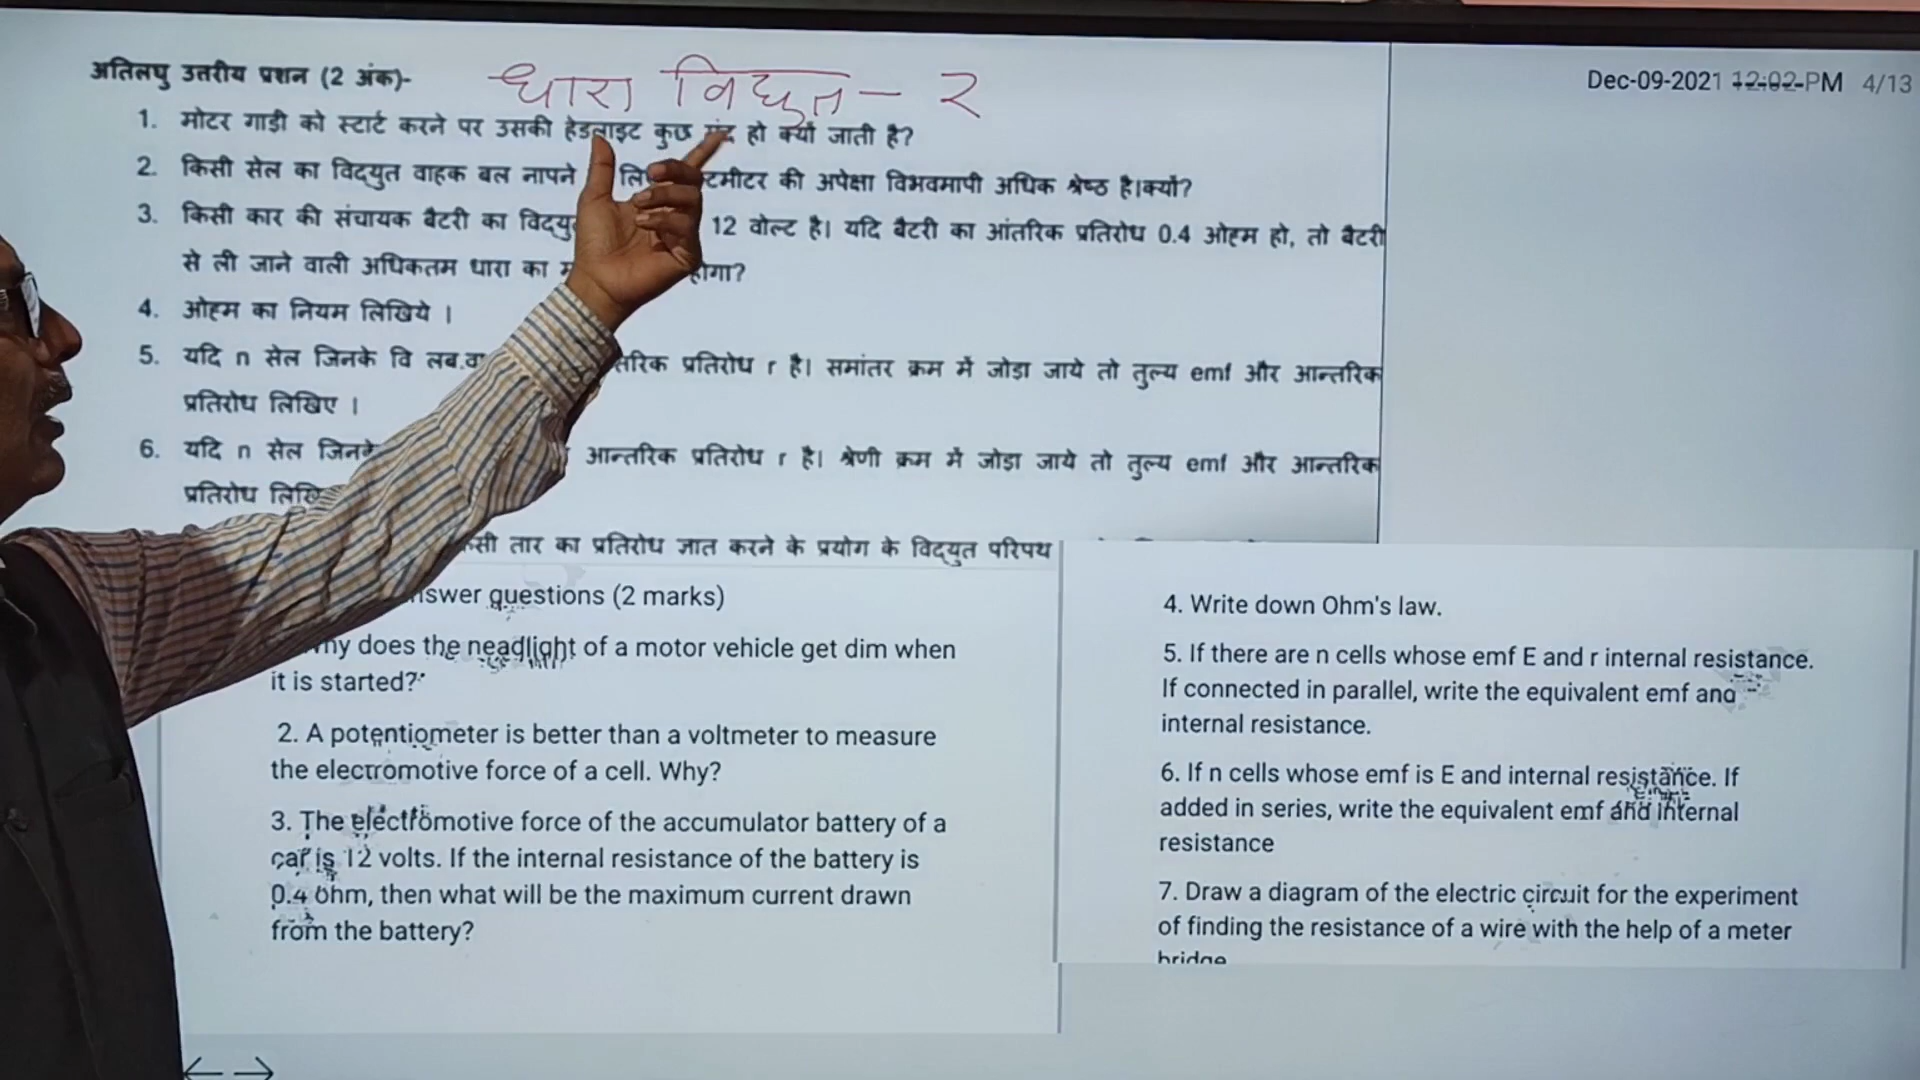 अतिलघु उत्तरीय प्रशन (2 अंक)-
धारा विद्युत - २
Dec-09-2021 12:02 PM 4/13
1. मोटर गाडी को स्टार्ट करने पर उसकी हेडलाइट कुछ मंद हो क्यों जाती है?
2. किसी सेल का विद्युत वाहक बल नापने टमीटर की अपेक्षा विभवमापी अधिक श्रेष्ठ है।क्यों?
3. किसी कार की संचायक बैटरी का 12 वोल्ट है। यदि बैटरी का आंतरिक प्रतिरोध 0.4 ओहम हो, तो बैटरी
से ली जाने वाली अधिकतम धारा का होगा?
4. ओहम का नियम लिखिये ।
5. यदि n सेल जिनके वि प्रतिरोध r है। समांतर क्रम में जोडा जाये तो तुल्य emf और आन्तरिक
प्रतिरोध लिखिए ।
6. यदि n सेल आन्तरिक प्रतिरोध r है। श्रेणी क्रम में जोडा जाये तो तुल्य emf और आन्तरिक
प्रतिरोध
तार का प्रतिरोध ज्ञात करने के प्रयोग के विद्युत परिपथ
nswer questions (2 marks)
hy does the headlight of a motor vehicle get dim when
it is started?
2. A potentiometer is better than a voltmeter to measure
the electromotive force of a cell. Why?
3. The electromotive force of the accumulator battery of a
car is 12 volts. If the internal resistance of the battery is
0.4 ohm, then what will be the maximum current drawn
from the battery?
4. Write down Ohm's law.
5. If there are n cells whose emf E and r internal resistance.
If connected in parallel, write the equivalent emf and
internal resistance.
6. If n cells whose emf is E and internal resistance. If
added in series, write the equivalent emf and internal
resistance
7. Draw a diagram of the electric circuit for the experiment
of finding the resistance of a wire with the help of a meter
bridge